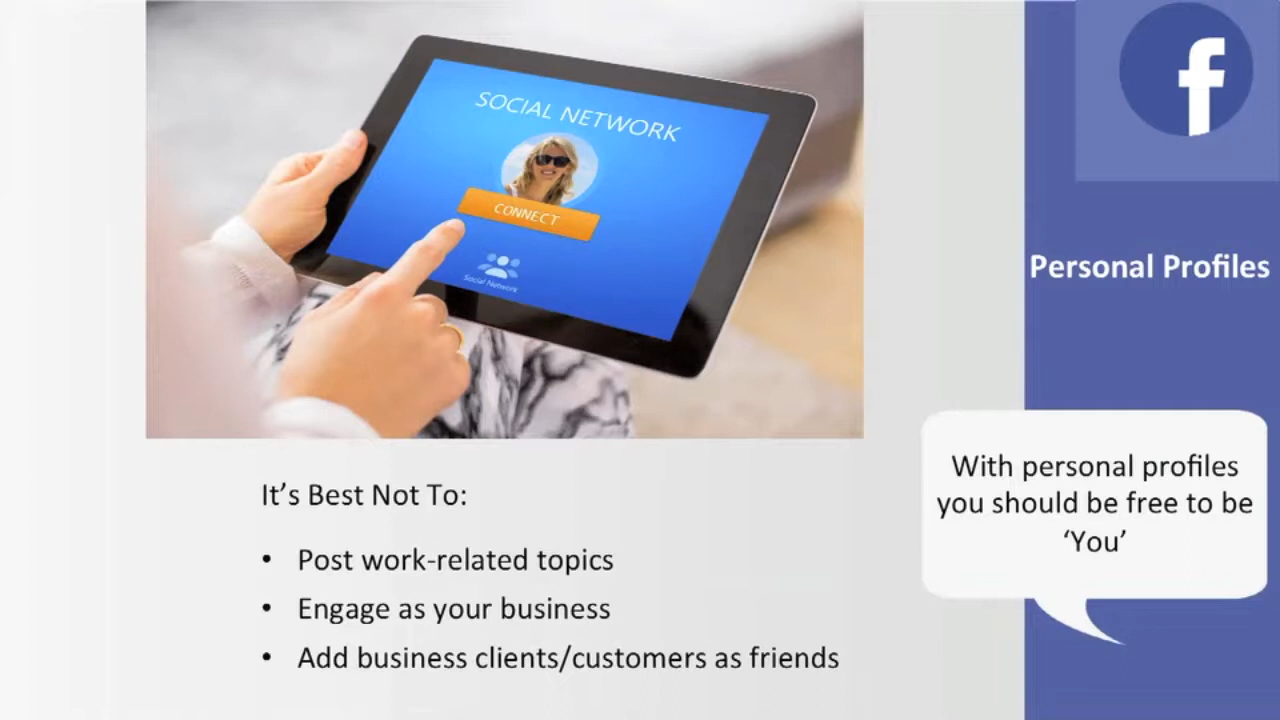 SOCIAL NETWORK
CONNECT
Social Network
f
Personal Profiles
With personal profiles
you should be free to be
‘You’
It’s Best Not To:
• Post work-related topics
• Engage as your business
• Add business clients/customers as friends